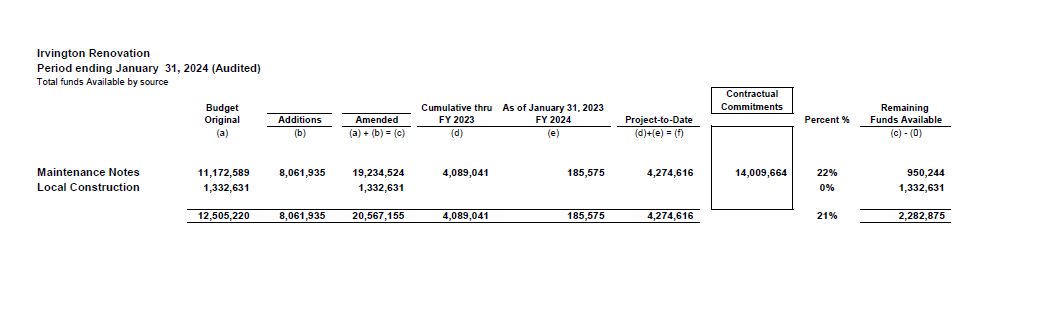 Irvington Renovation
Period ending January 31, 2024 (Audited)
Total funds Available by source
Contractual
Budget Cumulative thru As of January 31, 2023 Commitments Remaining
Original Additions Amended FY 2023 FY 2024 Project-to-Date Percent % Funds Available
(a) (b) (a) + (b) = (c) (d) (e) (d)+(e) = (f) (c) - (0)
Maintenance Notes 11,172,589 8,061,935 19,234,524 4,089,041 185,575 4,274,616 14,009,664 22% 950,244
Local Construction 1,332,631 1,332,631 0% 1,332,631
12,505,220 8,061,935 20,567,155 4,089,041 185,575 4,274,616 21% 2,282,875